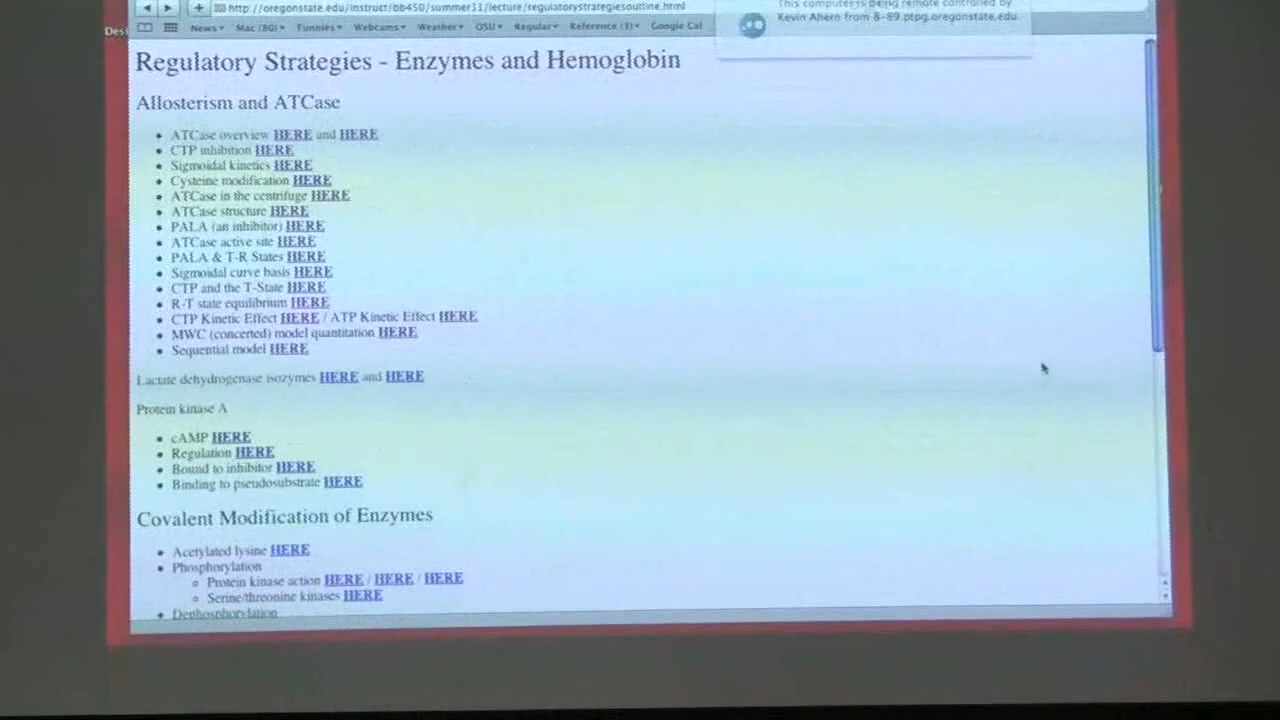 This computer is being remote controlled by
Kevin Ahern from 8-89.ptpg.oregonstate.edu.
http://oregonstate.edu/instruct/bb450/summer11/lecture/regulatorystrategiesoutline.html
News▾ Mac (80)▾ Funnies▾ Webcams▾ Weather▾ OSU▾ Regular▾ Reference (3)▾ Google Cal
Regulatory Strategies - Enzymes and Hemoglobin
Allosterism and ATCase
• ATCase overview HERE and HERE
• CTP inhibition HERE
• Sigmoidal kinetics HERE
• Cysteine modification HERE
• ATCase in the centrifuge HERE
• ATCase structure HERE
• PALA (an inhibitor) HERE
• ATCase active site HERE
• PALA & T-R States HERE
• Sigmoidal curve basis HERE
• CTP and the T-State HERE
• R-T state equilibrium HERE
• CTP Kinetic Effect HERE / ATP Kinetic Effect HERE
• MWC (concerted) model quantitation HERE
• Sequential model HERE
Lactate dehydrogenase isozymes HERE and HERE
Protein kinase A
• cAMP HERE
• Regulation HERE
• Bound to inhibitor HERE
• Binding to pseudosubstrate HERE
Covalent Modification of Enzymes
• Acetylated lysine HERE
• Phosphorylation
o Protein kinase action HERE / HERE / HERE
o Serine/threonine kinases HERE
• Dephosphorylation